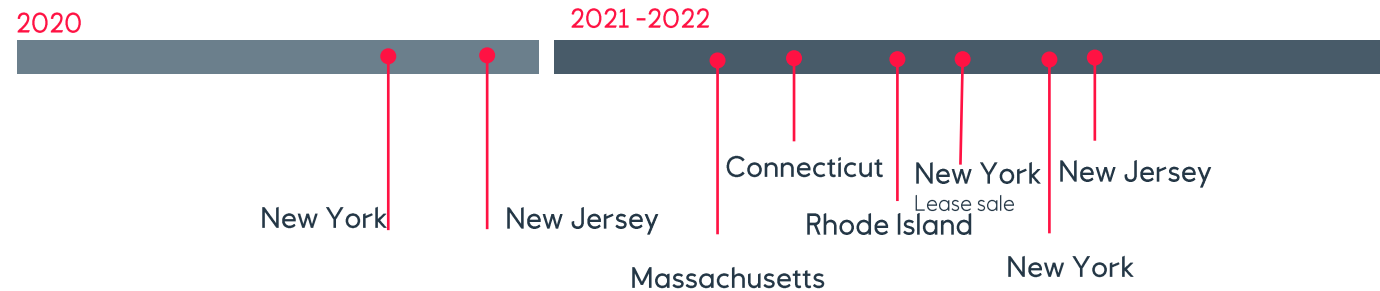 2020
2021 -2022
New York
New Jersey
Massachusetts
Connecticut
Rhode Island
New York
Lease sale
New York
New Jersey